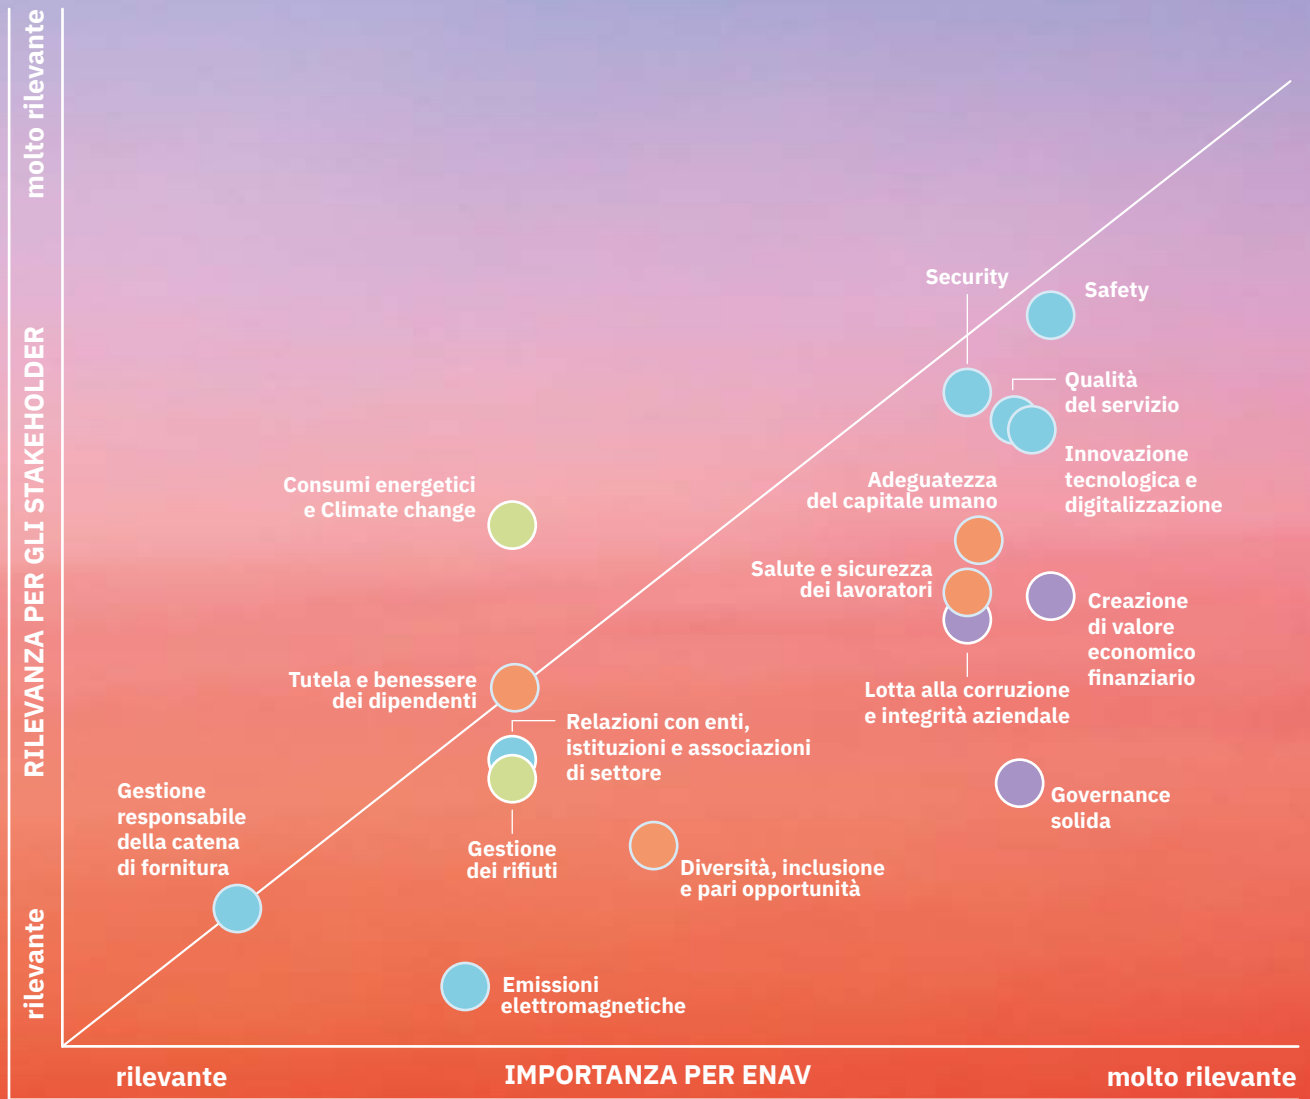 molto rilevante
RILEVANZA PER GLI STAKEHOLDER
rilevante
Security
Safety
Qualità
del servizio
Innovazione
tecnologica e
digitalizzazione
Consumi energetici
e Climate change
Adeguatezza
del capitale umano
Salute e sicurezza
dei lavoratori
Creazione
di valore
economico
finanziario
Tutela e benessere
dei dipendenti
Lotta alla corruzione
e integrità aziendale
Relazioni con enti,
istituzioni e associazioni
di settore
Gestione
responsabile
della catena
di fornitura
Governance
solida
Gestione
dei rifiuti
Diversità, inclusione
e pari opportunità
Emissioni
elettromagnetiche
rilevante
IMPORTANZA PER ENAV
molto rilevante